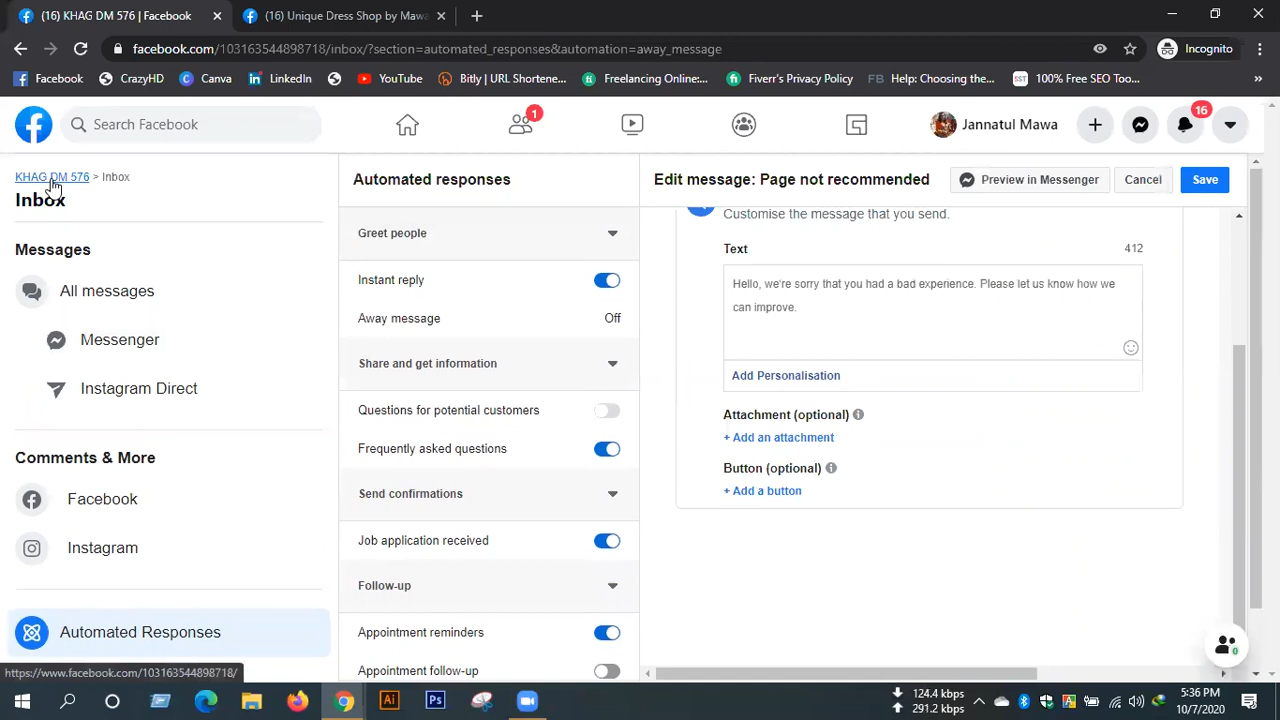 (16) KHAG DM 576 | Facebook
(16) Unique Dress Shop by Mawa
facebook.com/103163544898718/inbox/?section=automated_responses&automation=away_message
Incognito
Facebook
CrazyHD
Canva
LinkedIn
YouTube
Bitly | URL Shortene...
Freelancing Online:...
Fiverr's Privacy Policy
FB Help: Choosing the...
SST 100% Free SEO Toc...
»
Search Facebook
1
Jannatul Mawa
16
KHAG DM 576 > Inbox
Inbox
Messages
All messages
Messenger
Instagram Direct
Comments & More
Facebook
Instagram
Automated Responses
https://www.facebook.com/103163544898718/
Automated responses
Greet people
Instant reply
Away message Off
Share and get information
Questions for potential customers
Frequently asked questions
Send confirmations
Job application received
Follow-up
Appointment reminders
Appointment follow-up
Edit message: Page not recommended
Preview in Messenger
Cancel
Save
Customise the message that you send.
Text 412
Hello, we're sorry that you had a bad experience. Please let us know how we
can improve.
Add Personalisation
Attachment (optional)
+ Add an attachment
Button (optional)
+ Add a button
0
Ai
Ps
124.4 kbps
291.2 kbps
5:36 PM
10/7/2020